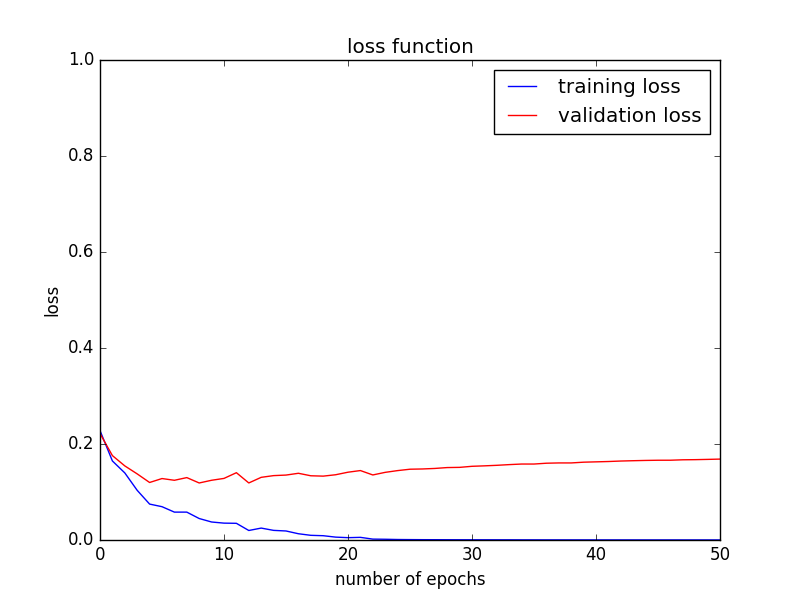 loss function
training loss
validation loss
1.0
0.8
0.6
0.4
0.2
0.0
loss
0 10 20 30 40 50
number of epochs